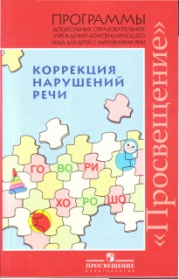 ПРОГРАММЫ
ДОШКОЛЬНЫХ ОБРАЗОВАТЕЛЬНЫХ
УЧРЕЖДЕНИЙ КОМПЕНСИРУЮЩЕГО
ВИДА ДЛЯ ДЕТЕЙ С НАРУШЕНИЯМИ РЕЧИ
КОРРЕКЦИЯ
НАРУШЕНИЙ
РЕЧИ
ГО ВО РИ
ХО РО ШО
«Просвещение»
ПРОСВЕЩЕНИЕ
ИЗДАТЕЛЬСТВО